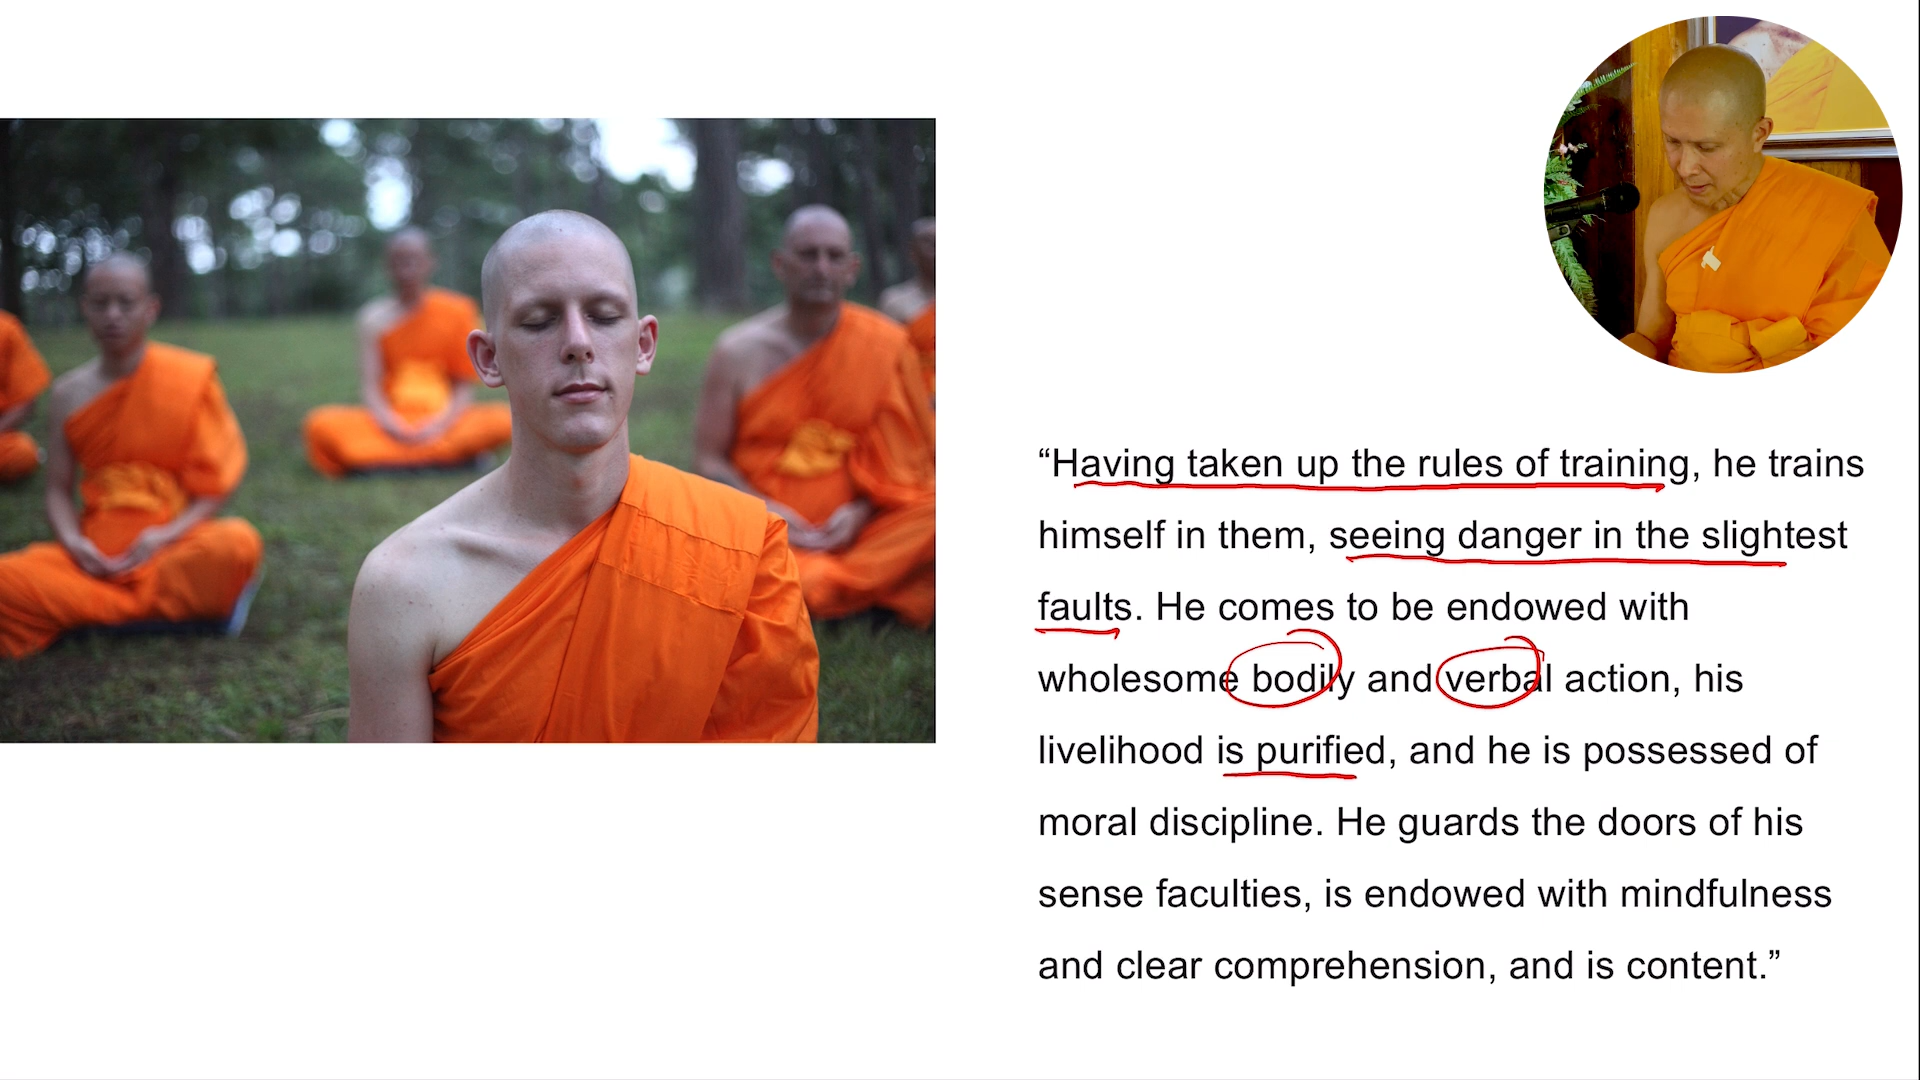 “Having taken up the rules of training, he trains
himself in them, seeing danger in the slightest
faults. He comes to be endowed with
wholesome bodily and verbal action, his
livelihood is purified, and he is possessed of
moral discipline. He guards the doors of his
sense faculties, is endowed with mindfulness
and clear comprehension, and is content.”